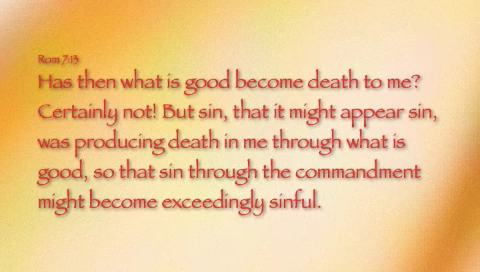 Rom 7:13
Has then what is good become death to me?
Certainly not! But sin, that it might appear sin,
was producing death in me through what is
good, so that sin through the commandment
might become exceedingly sinful.